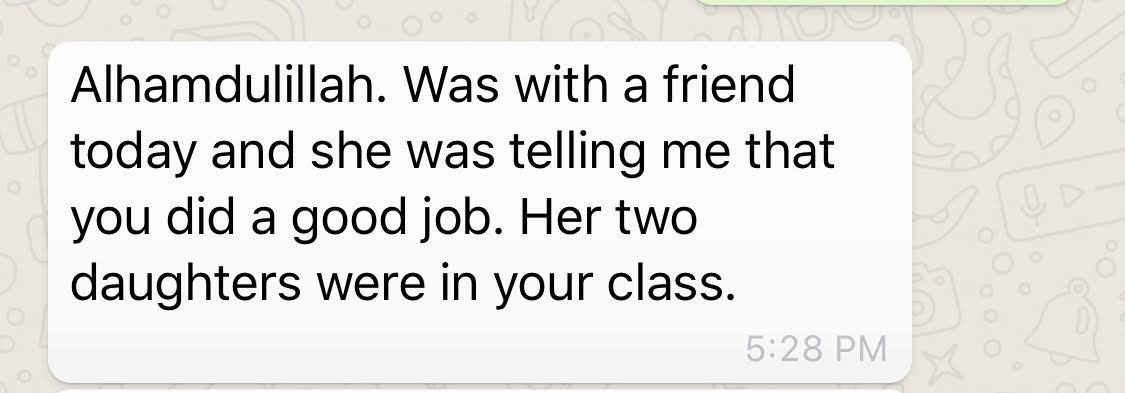 Alhamdulillah. Was with a friend
today and she was telling me that
you did a good job. Her two
daughters were in your class.
5:28 PM